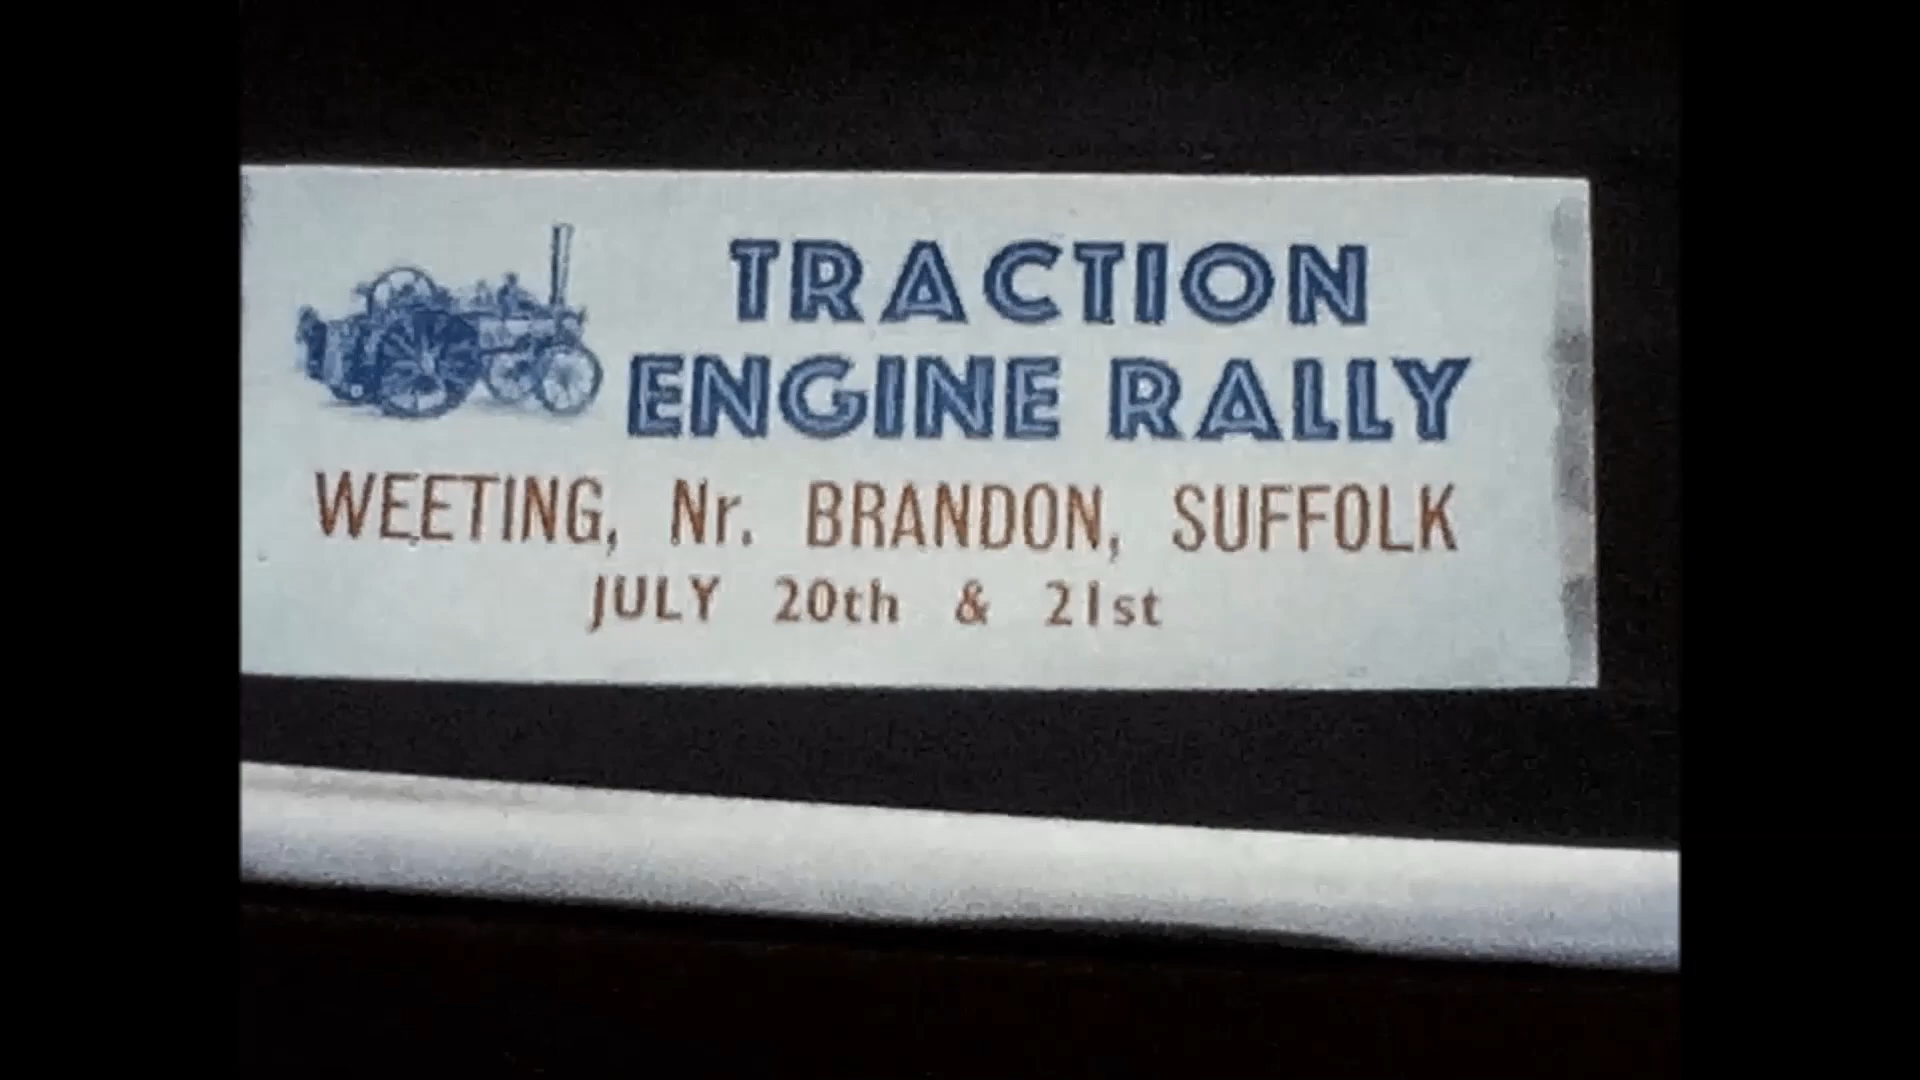 TRACTION
ENGINE RALLY
WEETING, Nr. BRANDON, SUFFOLK
JULY 20th & 21st